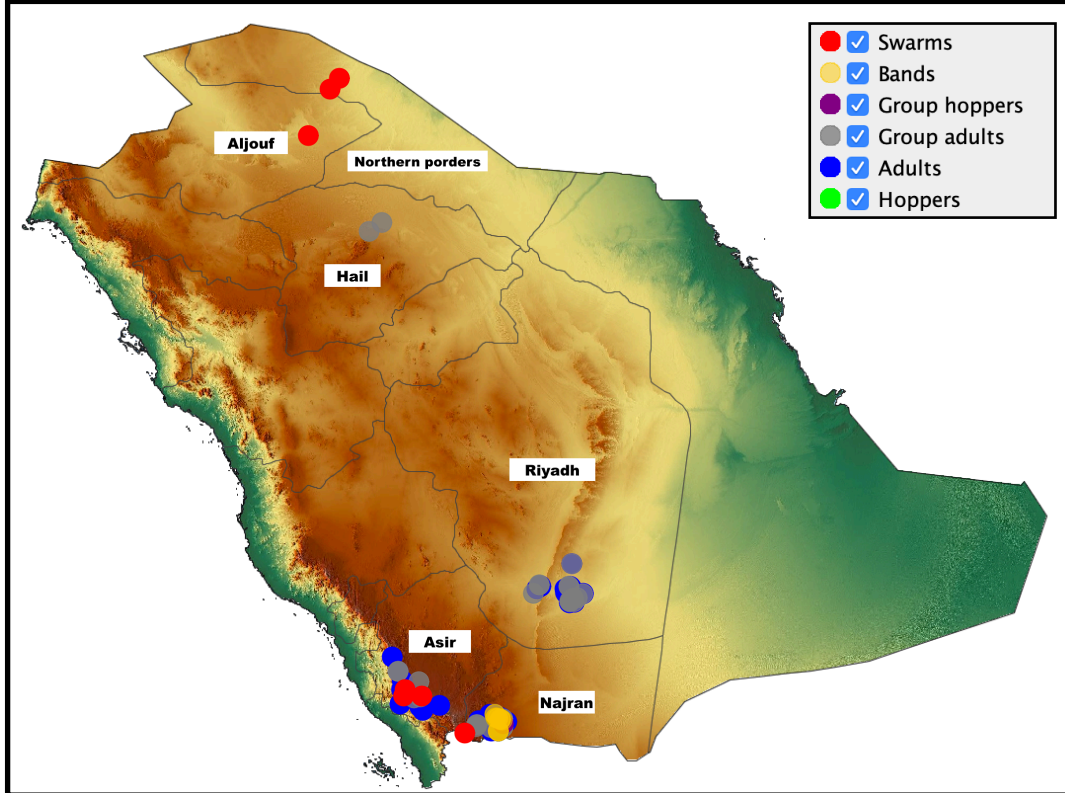 Swarms
Bands
Group hoppers
Group adults
Adults
Hoppers
Aljouf
Northern porders
Hail
Riyadh
Asir
Najran